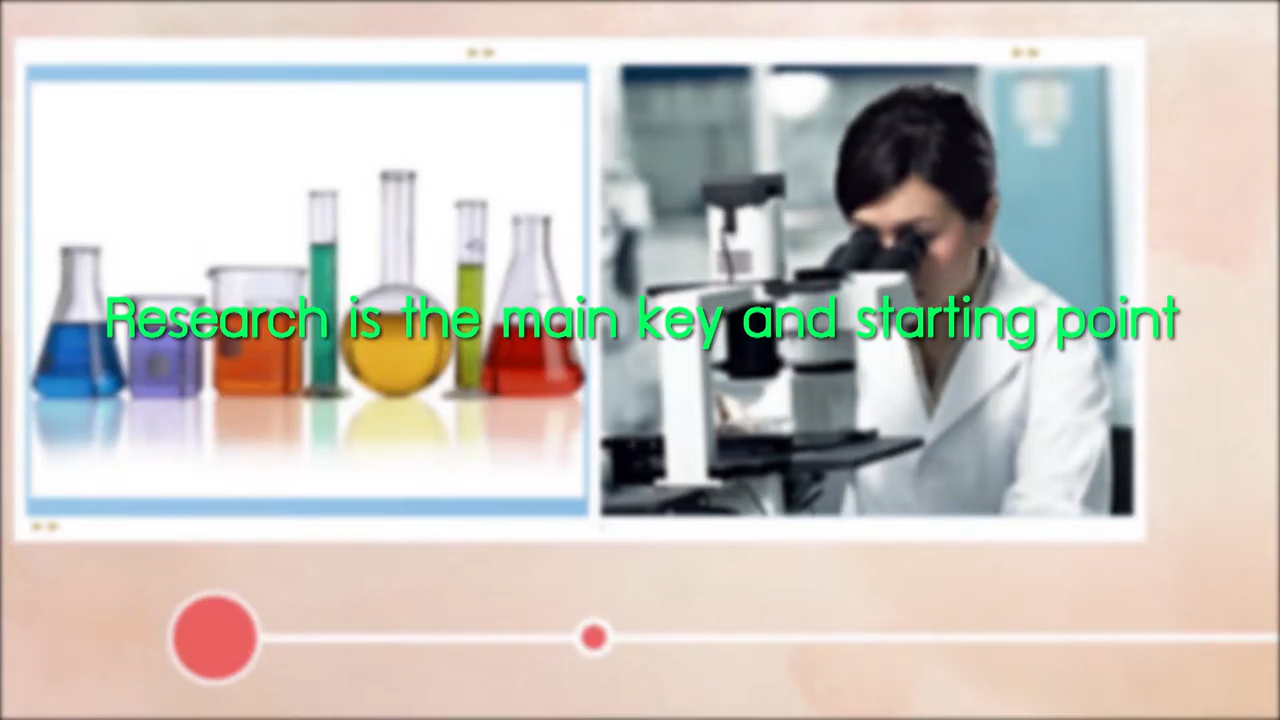 Research is the main key and starting point